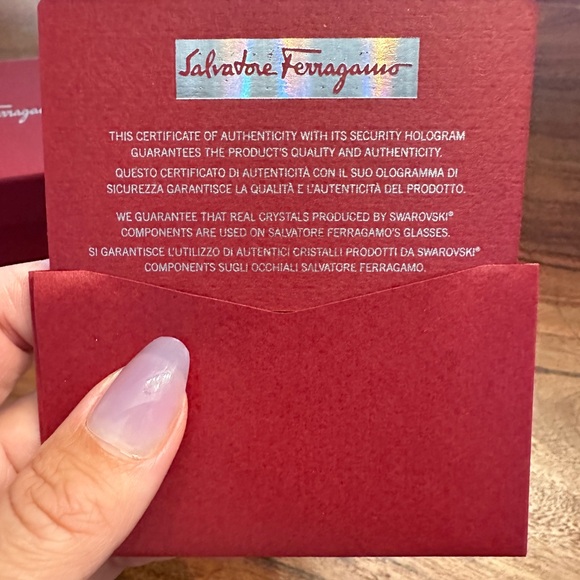 Salvatore Ferragamo
THIS CERTIFICATE OF AUTHENTICITY WITH ITS SECURITY HOLOGRAM
GUARANTEES THE PRODUCT'S QUALITY AND AUTHENTICITY.
QUESTO CERTIFICATO DI AUTENTICITÀ CON IL SUO OLOGRAMMA DI
SICUREZZA GARANTISCE LA QUALITÀ E L'AUTENTICITÀ DEL PRODOTTO.
WE GUARANTEE THAT REAL CRYSTALS PRODUCED BY SWAROVSKI®
COMPONENTS ARE USED ON SALVATORE FERRAGAMO'S GLASSES.
SI GARANTISCE L'UTILIZZO DI AUTENTICI CRISTALLI PRODOTTI DA SWAROVSKI®
COMPONENTS SUGLI OCCHIALI SALVATORE FERRAGAMO.